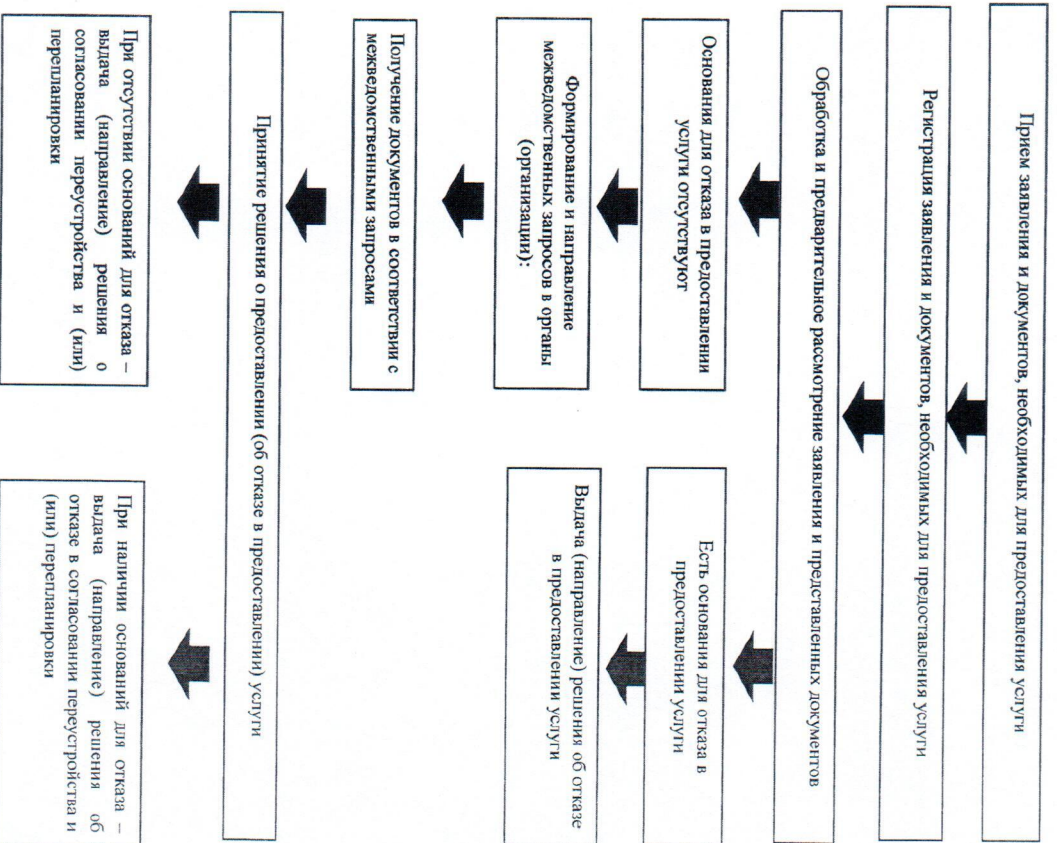 Прием заявления и документов, необходимых для предоставления услуги
Регистрация заявления и документов, необходимых для предоставления услуги
Обработка и предварительное рассмотрение заявления и представленных документов
Основания для отказа в предоставлении
услуги отсутствуют
Есть основания для отказа в
предоставлении услуги
Формирование и направление
межведомственных запросов в органы
(организации):
Выдача (направление) решения об отказе
в предоставлении услуги
Получение документов в соответствии с
межведомственными запросами
Принятие решения о предоставлении (об отказе в предоставлении) услуги
При отсутствии оснований для отказа –
выдача (направление) решения о
согласовании переустройства и (или)
перепланировки
При наличии оснований для отказа –
выдача (направление) решения об
отказе в согласовании переустройства и
(или) перепланировки